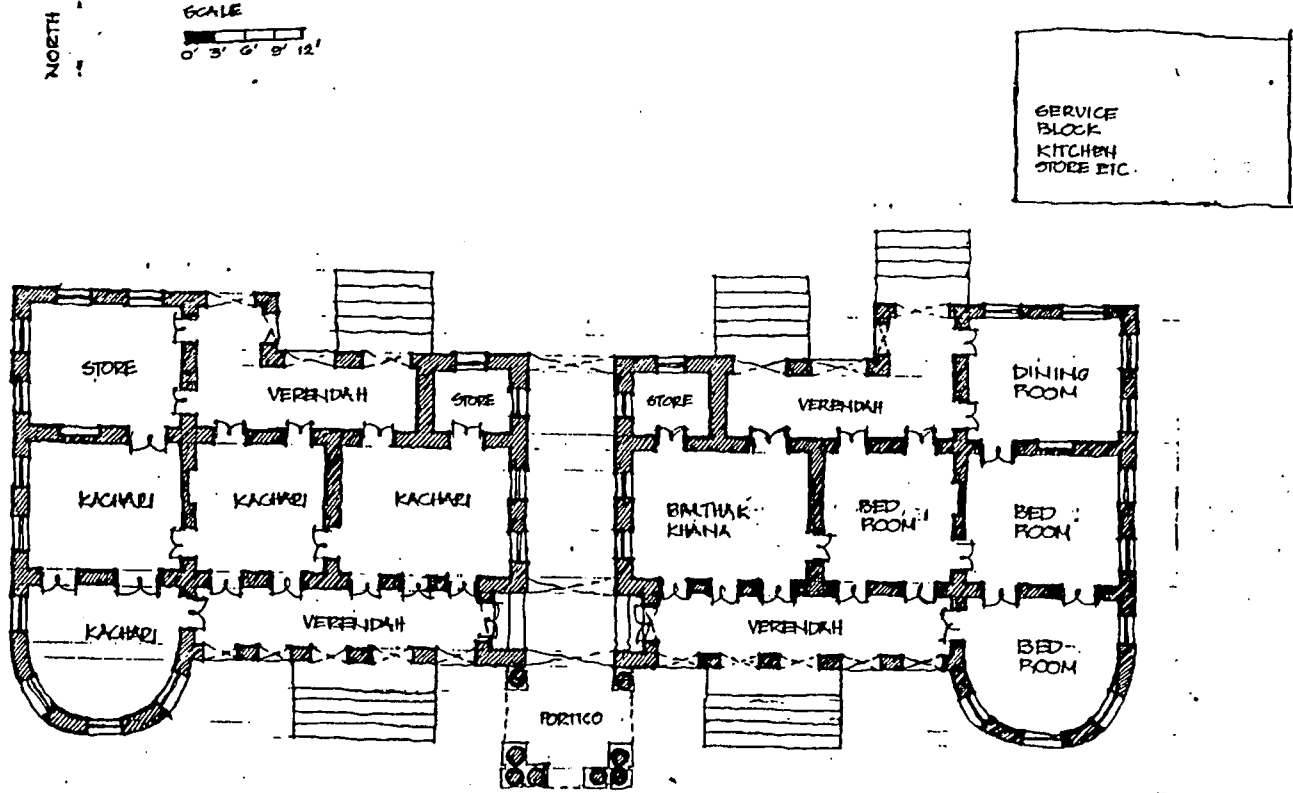 NORTH
SCALE
0' 3' 6' 9' 12'
SERVICE
BLOCK
KITCHEN
STORE ETC.
STORE
VERENDAH
STORE
STORE
VERENDAH
DINING
ROOM
KACHARI
KACHARI
KACHARI
BAITHAK
KHANA
BED
ROOM
BED
ROOM
KACHARI
VERENDAH
VERENDAH
BED-
ROOM
PORTICO